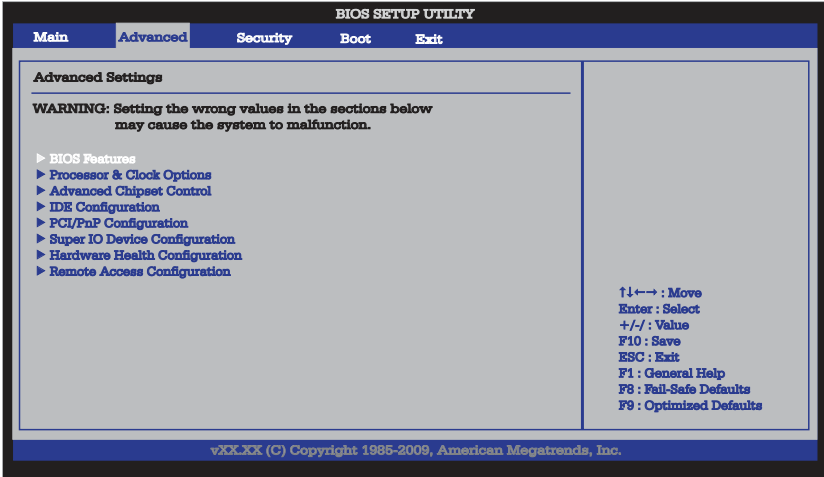 BIOS SETUP UTILTY
Main Advanced Security Boot Exit
Advanced Settings
WARNING: Setting the wrong values in the sections below
may cause the system to malfunction.
▶ BIOS Features
▶ Processor & Clock Options
▶ Advanced Chipset Control
▶ IDE Configuration
▶ PCI/PnP Configuration
▶ Super IO Device Configuration
▶ Hardware Health Configuration
▶ Remote Access Configuration
↑↓←→ : Move
Enter : Select
+/-/ : Value
F10 : Save
ESC : Exit
F1 : General Help
F8 : Fail-Safe Defaults
F9 : Optimized Defaults
vXX.XX (C) Copyright 1985-2009, American Megatrends, Inc.